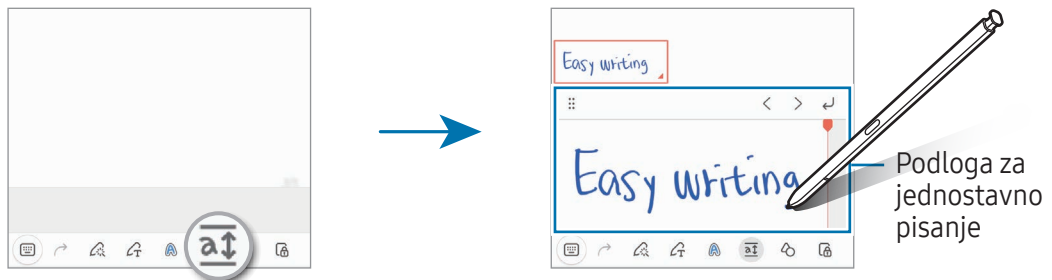 Easy writing
Easy writing
Podloga za
jednostavno
pisanje